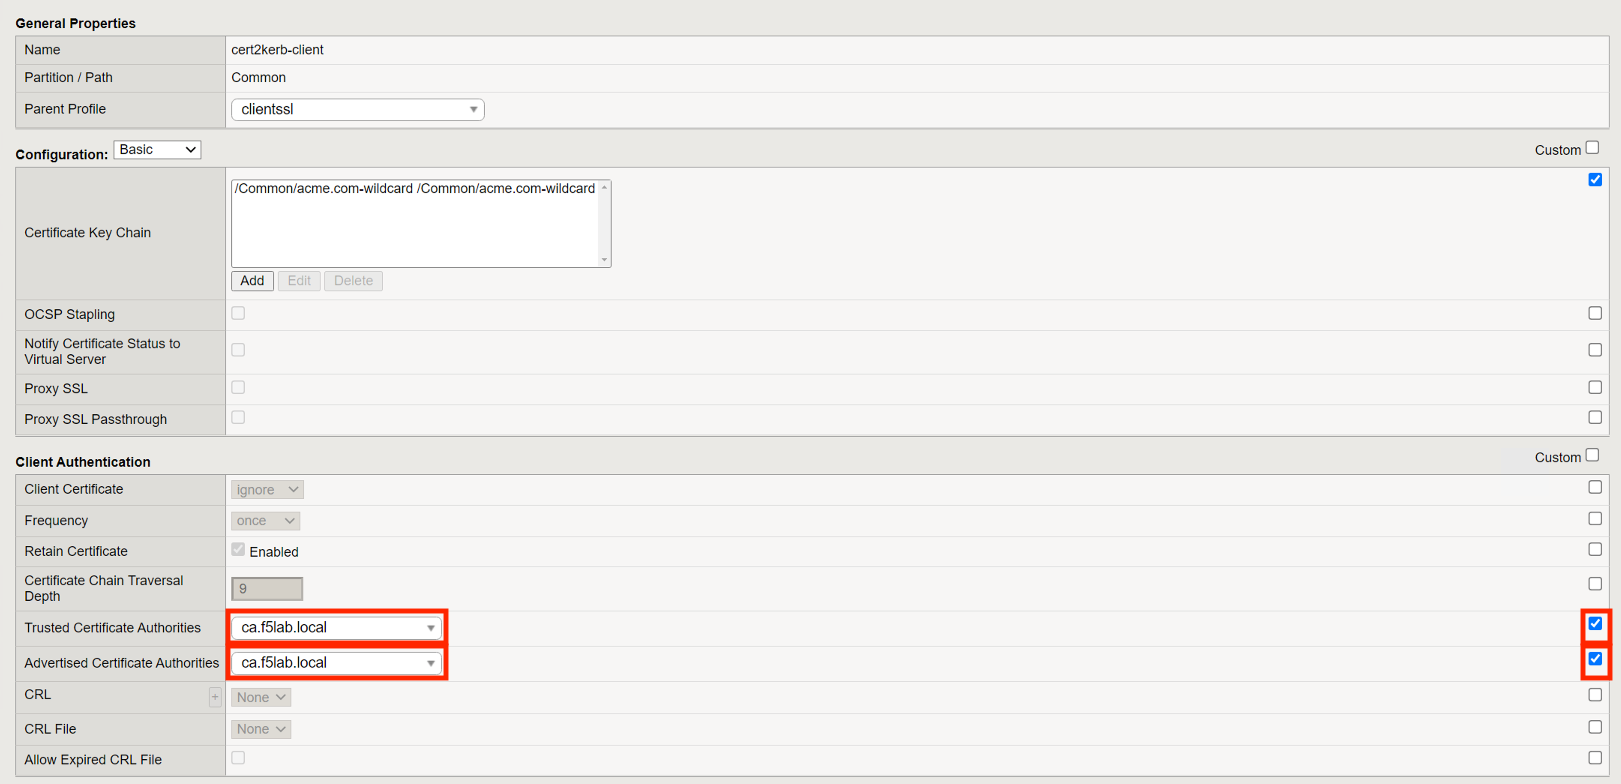 General Properties
Name cert2kerb-client
Partition / Path Common
Parent Profile clientssl
Configuration: Basic Custom
Certificate Key Chain /Common/acme.com-wildcard /Common/acme.com-wildcard
Add Edit Delete
OCSP Stapling
Notify Certificate Status to
Virtual Server
Proxy SSL
Proxy SSL Passthrough
Client Authentication Custom
Client Certificate ignore
Frequency once
Retain Certificate Enabled
Certificate Chain Traversal
Depth 9
Trusted Certificate Authorities ca.f5lab.local
Advertised Certificate Authorities ca.f5lab.local
CRL + None
CRL File None
Allow Expired CRL File